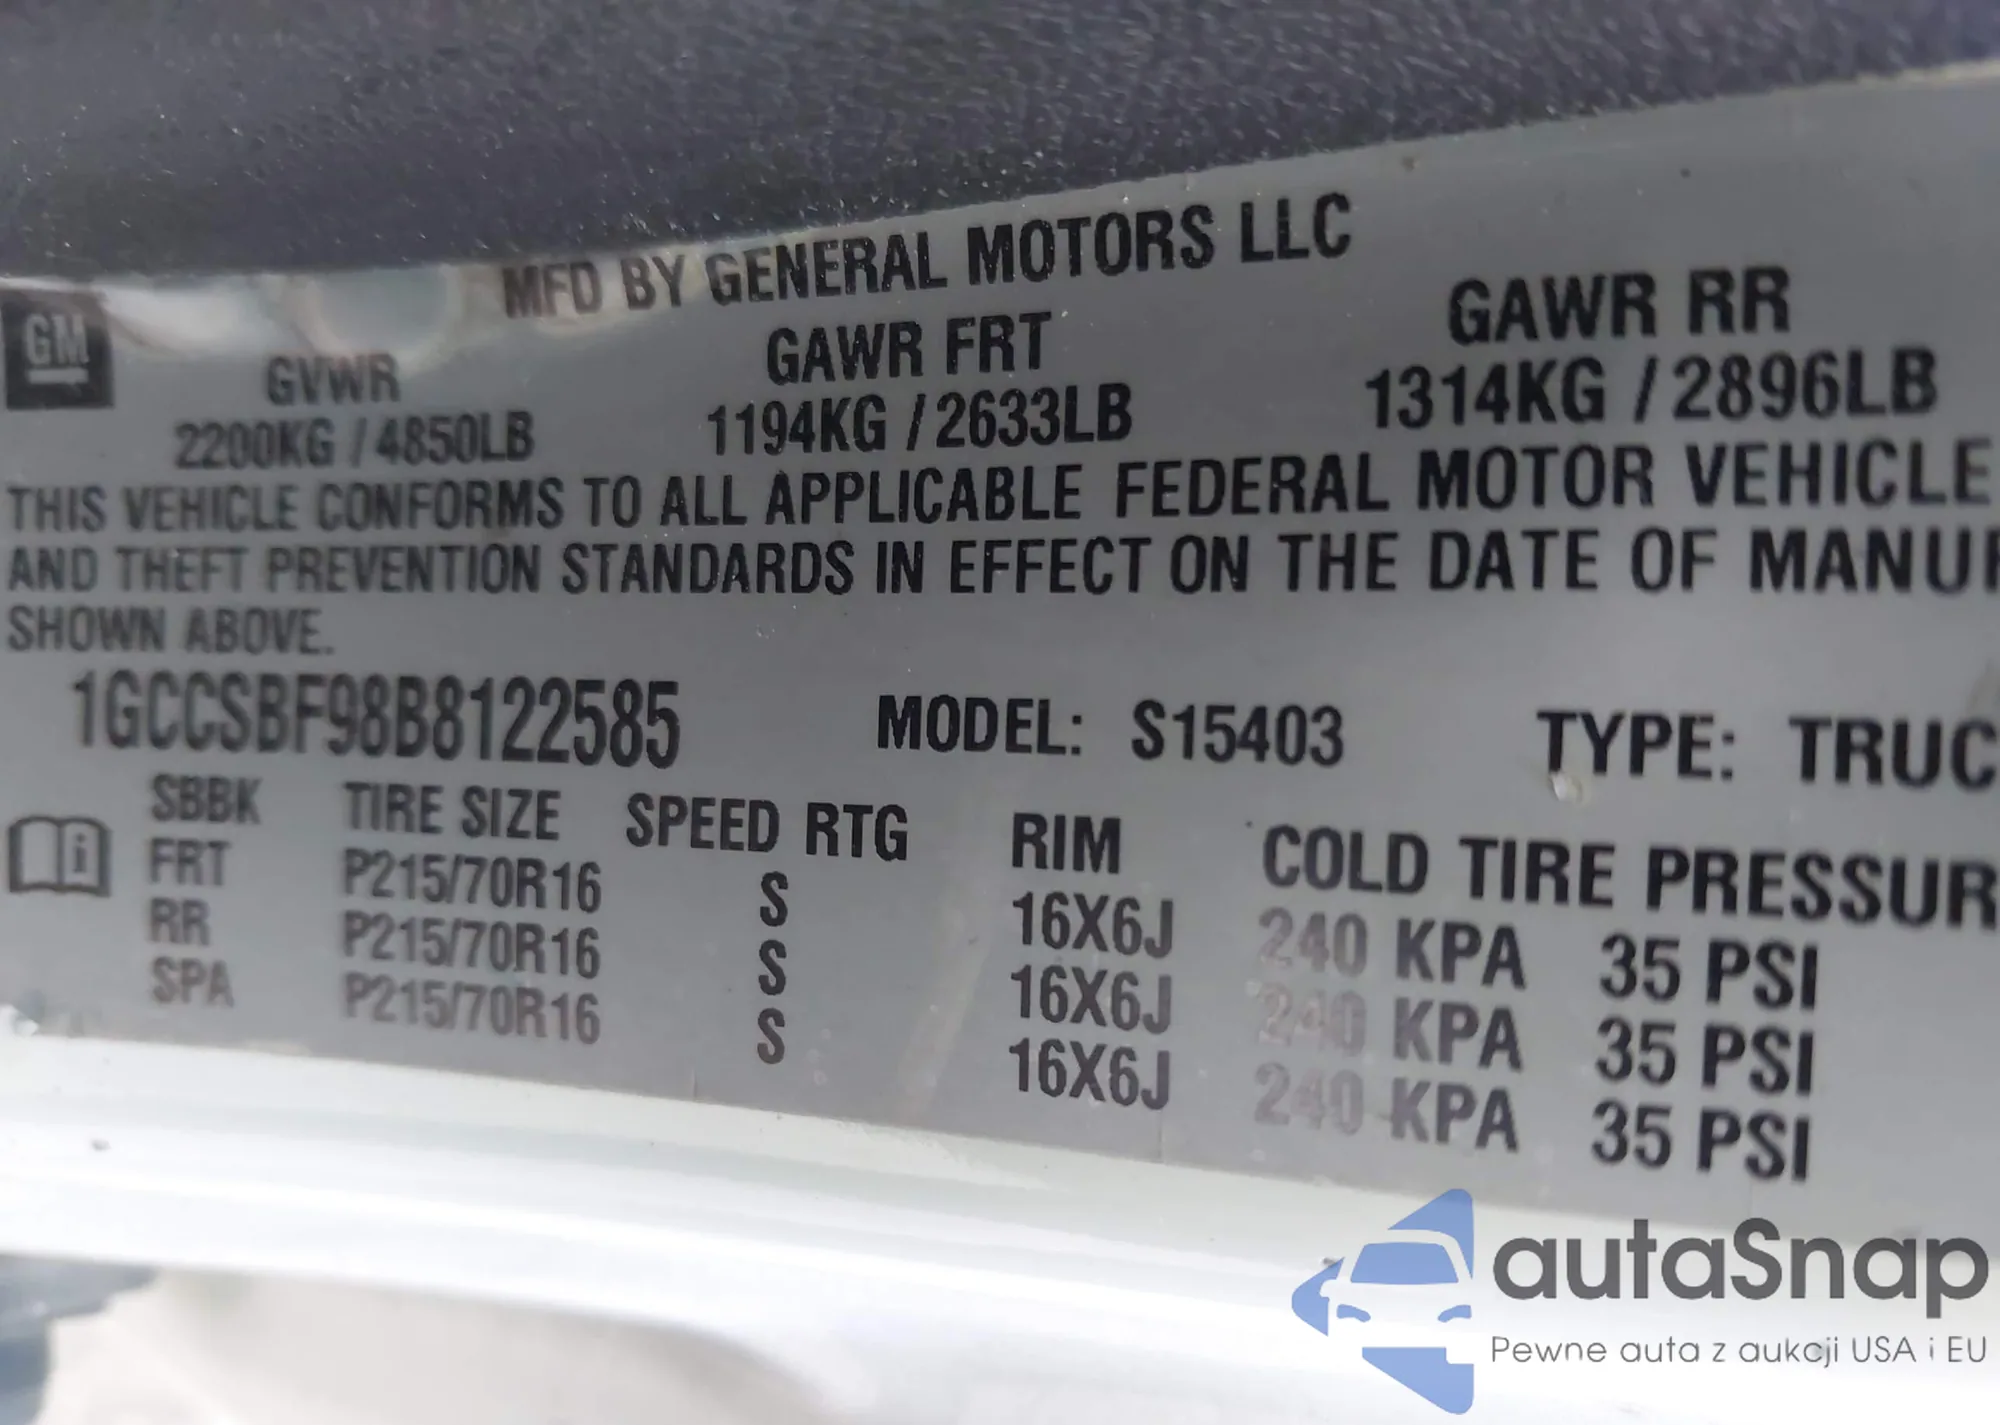 MFD BY GENERAL MOTORS LLC
GM
GVWR GAWR FRT GAWR RR
2200KG / 4850LB 1194KG / 2633LB 1314KG / 2896LB
THIS VEHICLE CONFORMS TO ALL APPLICABLE FEDERAL MOTOR VEHICLE
AND THEFT PREVENTION STANDARDS IN EFFECT ON THE DATE OF MANUF
SHOWN ABOVE.
1GCCSBF98B8122585 MODEL: S15403 TYPE: TRUC
SBBK TIRE SIZE SPEED RTG RIM COLD TIRE PRESSUR
FRT P215/70R16 S 16X6J 240 KPA 35 PSI
RR P215/70R16 S 16X6J 240 KPA 35 PSI
SPA P215/70R16 S 16X6J 240 KPA 35 PSI
autaSnap
Pewne auta z aukcji USA i EU